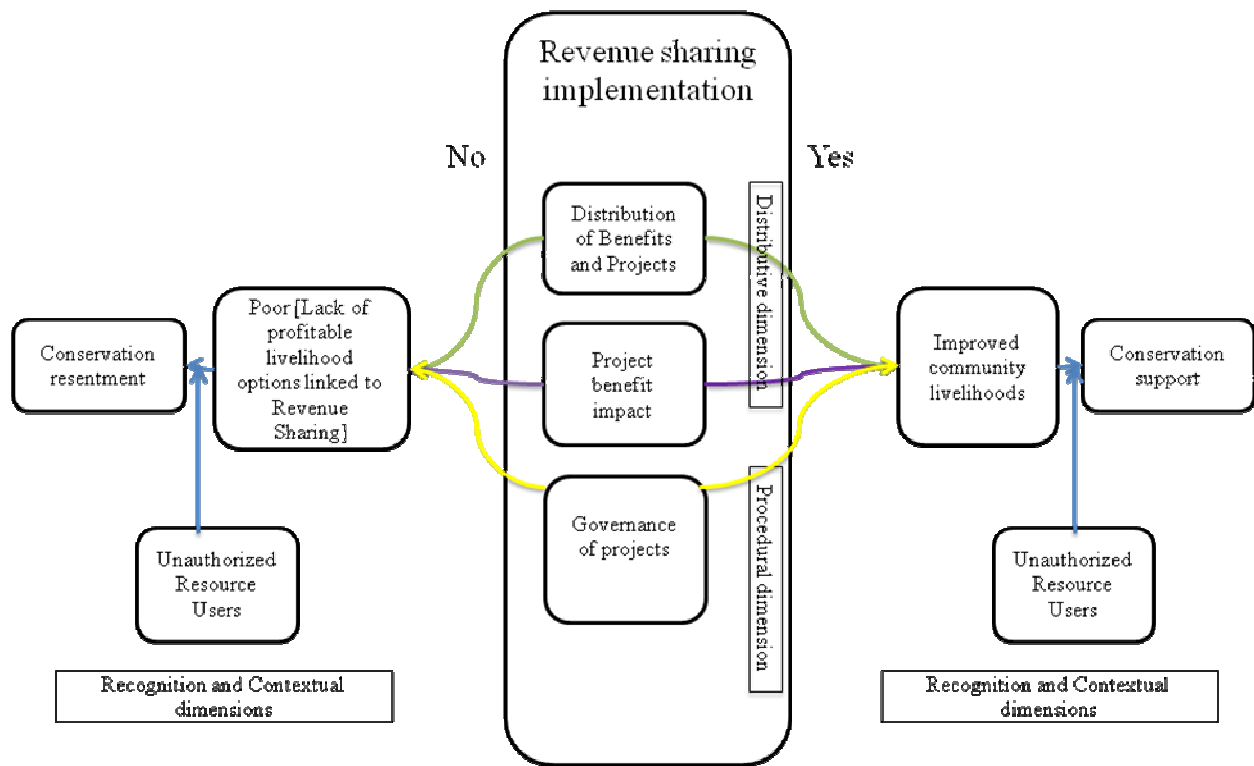 Revenue sharing
implementation
No
Yes
Distribution
of Benefits
and Projects
Distributive dimension
Poor [Lack of
profitable
livelihood
options linked to
Revenue
Sharing]
Conservation
resentment
Project
benefit
impact
Improved
community
livelihoods
Conservation
support
Governance
of projects
Procedural dimension
Unauthorized
Resource
Users
Unauthorized
Resource
Users
Recognition and Contextual
dimensions
Recognition and Contextual
dimensions